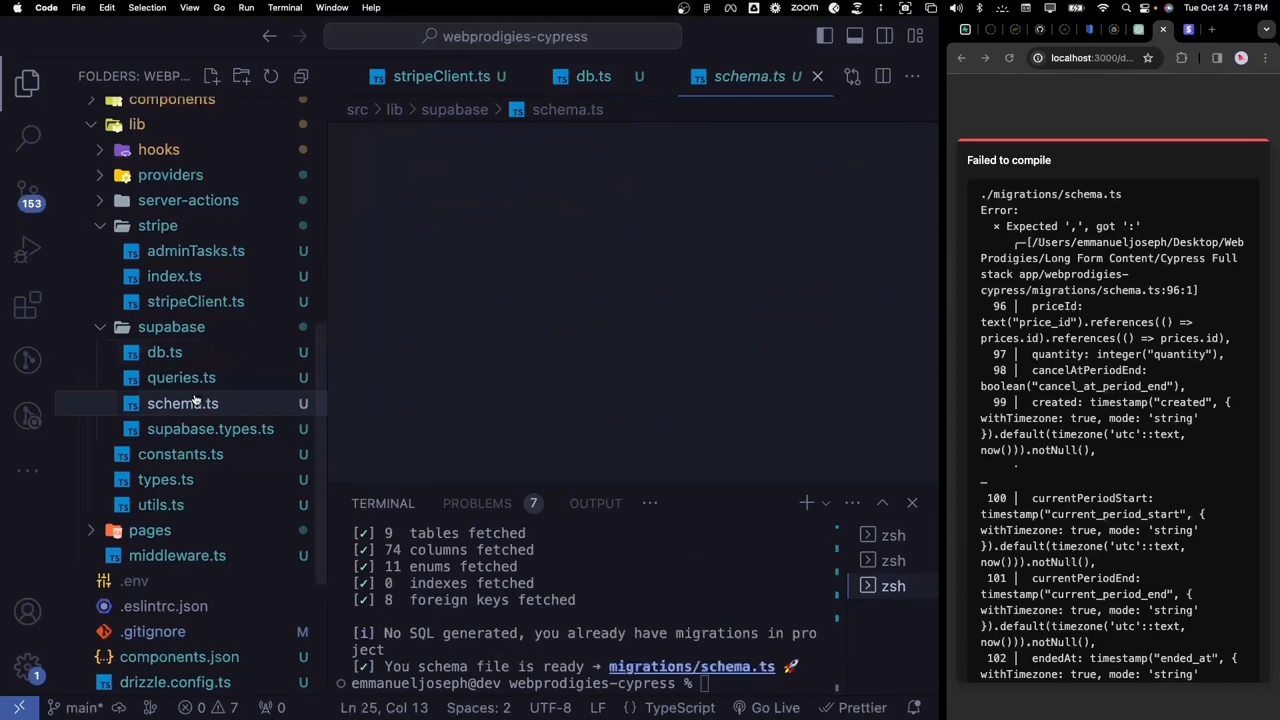 Code File Edit Selection View Go Run Terminal Window Help
zoom
Tue Oct 24 7:18 PM
webprodigies-cypress
localhost:3000/d...
FOLDERS: WEBP...
stripeClient.ts U
db.ts U
schema.ts U
src > lib > supabase > schema.ts
components
lib
hooks
providers
server-actions
stripe
adminTasks.ts U
index.ts U
stripeClient.ts U
supabase
db.ts U
queries.ts U
schema.ts U
supabase.types.ts U
constants.ts U
types.ts U
utils.ts U
pages
middleware.ts U
.env
.eslintrc.json
.gitignore M
components.json U
drizzle.config.ts U
153
1
TERMINAL PROBLEMS 7 OUTPUT
[✓] 9 tables fetched
[✓] 74 columns fetched
[✓] 11 enums fetched
[✓] 0 indexes fetched
[✓] 8 foreign keys fetched
[i] No SQL generated, you already have migrations in pro
ject
[✓] You schema file is ready → migrations/schema.ts 🚀
emmanueljoseph@dev webprodigies-cypress %
zsh
zsh
zsh
main* 0 7 0 Ln 25, Col 13 Spaces: 2 UTF-8 LF {} TypeScript Go Live Prettier
Failed to compile
./migrations/schema.ts
Error:
× Expected ',', got ':'
╭─[/Users/emmanueljoseph/Desktop/Web
Prodigies/Long Form Content/Cypress Full
stack app/webprodigies-
cypress/migrations/schema.ts:96:1]
96 │ priceId:
text("price_id").references(() =>
prices.id).references(() => prices.id),
97 │ quantity: integer("quantity"),
98 │ cancelAtPeriodEnd:
boolean("cancel_at_period_end"),
99 │ created: timestamp("created", {
withTimezone: true, mode: 'string'
}).default(timezone('utc'::text,
now())).notNull(),
·
─
100 │ currentPeriodStart:
timestamp("current_period_start", {
withTimezone: true, mode: 'string'
}).default(timezone('utc'::text,
now())).notNull(),
101 │ currentPeriodEnd:
timestamp("current_period_end", {
withTimezone: true, mode: 'string'
}).default(timezone('utc'::text,
now())).notNull(),
102 │ endedAt: timestamp("ended_at", {
withTimezone: true, mode: 'string'